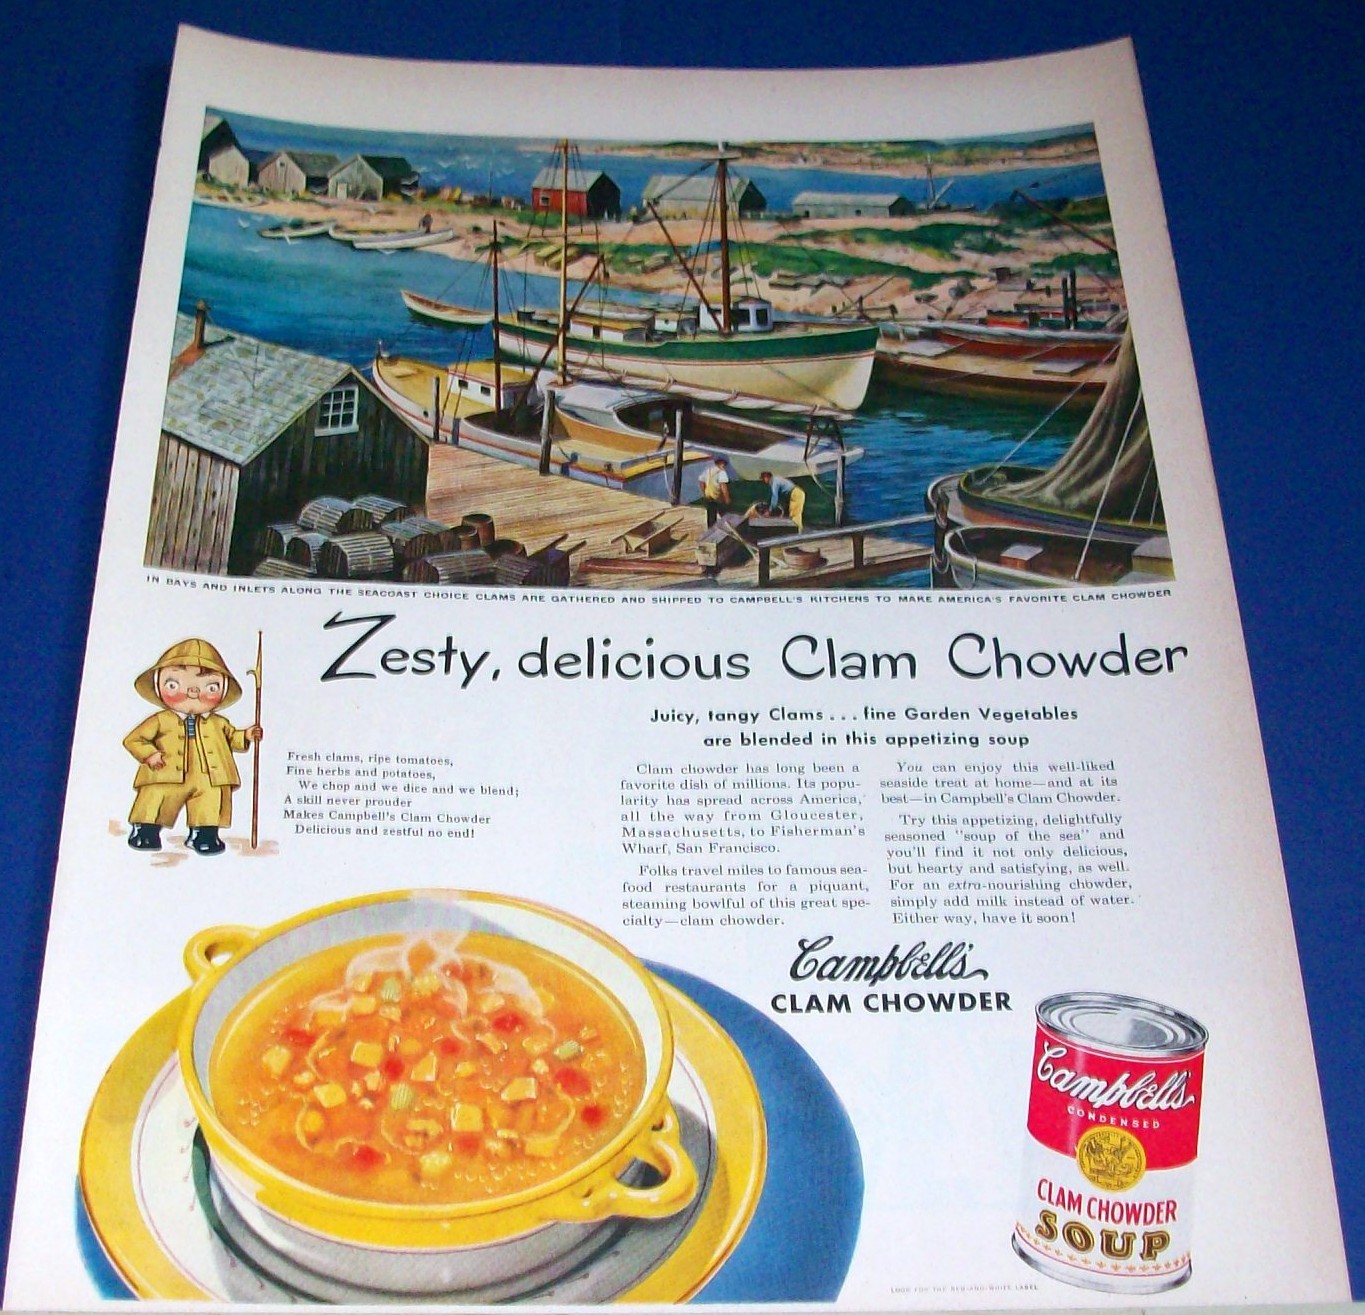 IN BAYS AND INLETS ALONG THE SEACOAST CHOICE CLAMS ARE GATHERED AND SHIPPED TO CAMPBELL'S KITCHENS TO MAKE AMERICA'S FAVORITE CLAM CHOWDER
Zesty, delicious Clam Chowder
Juicy, tangy Clams . . . fine Garden Vegetables
are blended in this appetizing soup
Fresh clams, ripe tomatoes,
Fine herbs and potatoes,
We chop and we dice and we blend;
A skill never prouder
Makes Campbell's Clam Chowder
Delicious and zestful no end!
Clam chowder has long been a
favorite dish of millions. Its popu-
larity has spread across America,
all the way from Gloucester,
Massachusetts, to Fisherman's
Wharf, San Francisco.
Folks travel miles to famous sea-
food restaurants for a piquant,
steaming bowlful of this great spe-
cialty—clam chowder.
You can enjoy this well-liked
seaside treat at home—and at its
best—in Campbell's Clam Chowder.
Try this appetizing, delightfully
seasoned "soup of the sea" and
you'll find it not only delicious,
but hearty and satisfying, as well.
For an extra-nourishing chowder,
simply add milk instead of water.
Either way, have it soon!
Campbell's
CLAM CHOWDER
Campbell's
CONDENSED
CLAM CHOWDER
SOUP
LOOK FOR THE RED-AND-WHITE LABEL